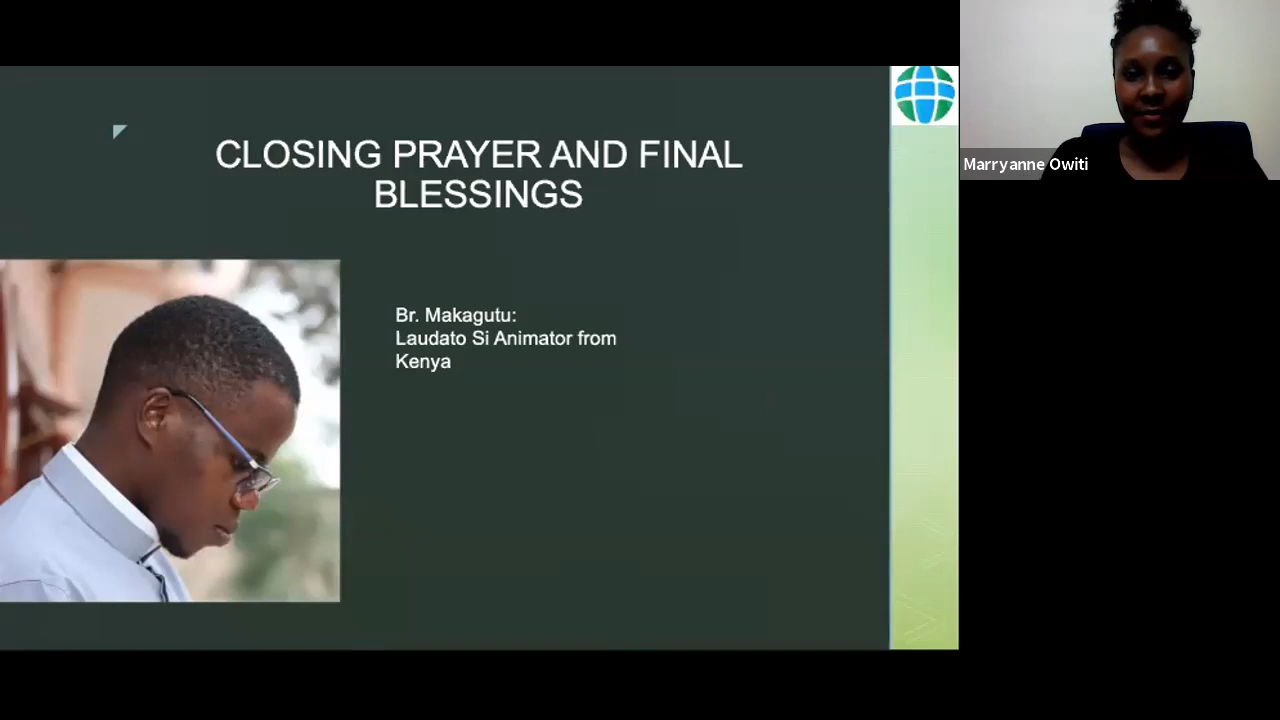 CLOSING PRAYER AND FINAL
BLESSINGS
Br. Makagutu:
Laudato Si Animator from
Kenya
Marryanne Owiti